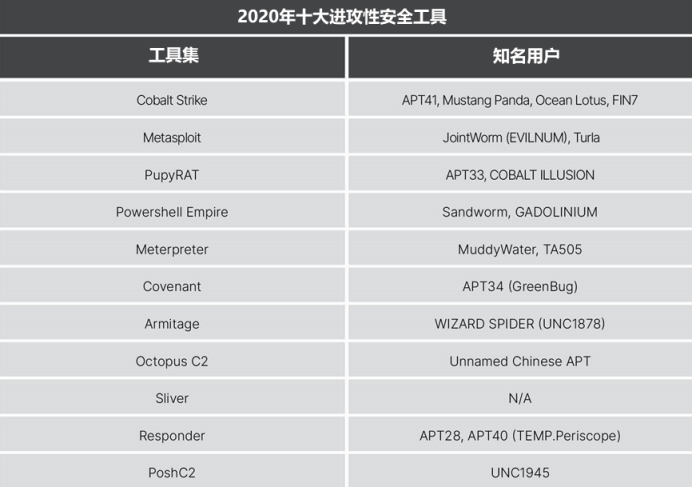 2020年十大进攻性安全工具
工具集 知名用户
Cobalt Strike APT41, Mustang Panda, Ocean Lotus, FIN7
Metasploit JointWorm (EVILNUM), Turla
PupyRAT APT33, COBALT ILLUSION
Powershell Empire Sandworm, GADOLINIUM
Meterpreter MuddyWater, TA505
Covenant APT34 (GreenBug)
Armitage WIZARD SPIDER (UNC1878)
Octopus C2 Unnamed Chinese APT
Sliver N/A
Responder APT28, APT40 (TEMP.Periscope)
PoshC2 UNC1945